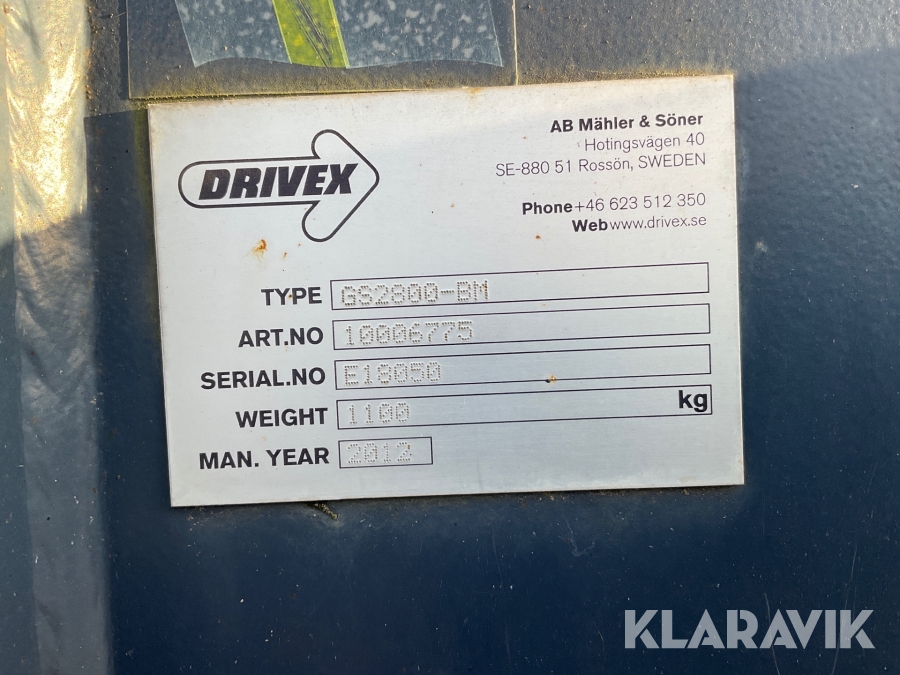 DRIVEX
AB Mähler & Söner
Hotingsvägen 40
SE-880 51 Rossön, SWEDEN
Phone +46 623 512 350
Web www.drivex.se
TYPE GS2800-BM
ART.NO 10006775
SERIAL.NO E18050
WEIGHT 1100 kg
MAN. YEAR 2012
KLARAVIK